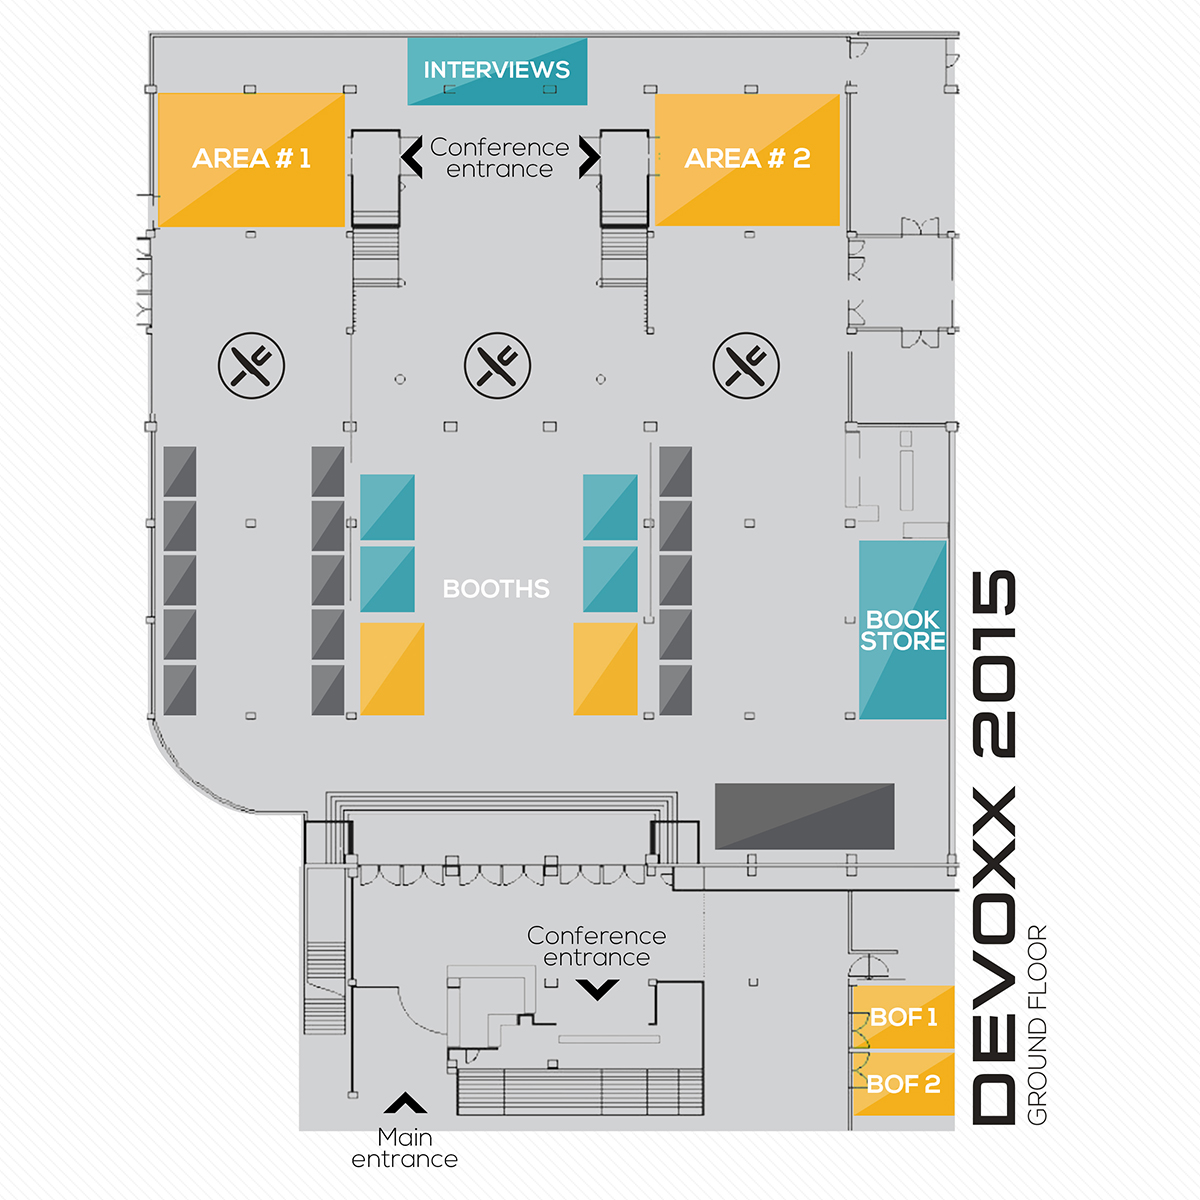 INTERVIEWS
AREA # 1
Conference
entrance
AREA # 2
BOOTHS
BOOK
STORE
Conference
entrance
BOF 1
BOF 2
Main
entrance
DEVOXX 2015
GROUND FLOOR